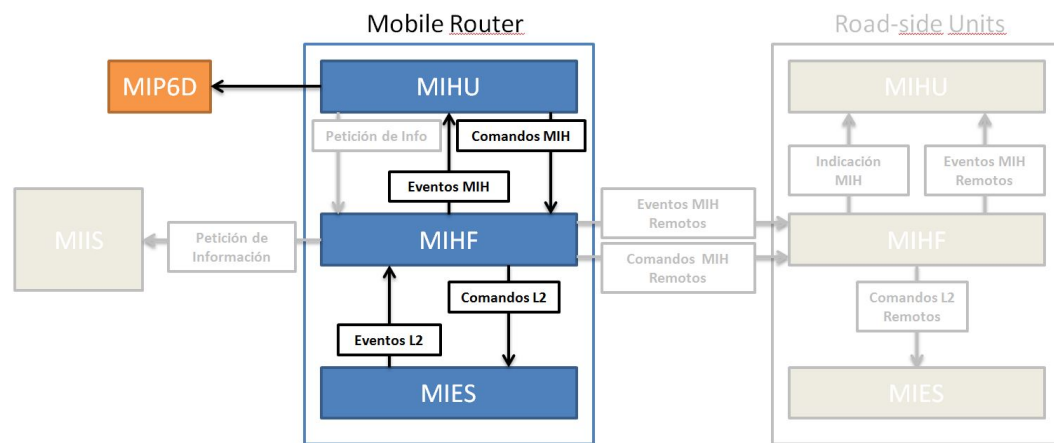 Mobile Router
Road-side Units
MIP6D
MIHU
MIHU
Petición de Info
Comandos MIH
Indicación
MIH
Eventos MIH
Remotos
Eventos MIH
MIIS
Petición de
Información
MIHF
Eventos MIH
Remotos
Comandos MIH
Remotos
MIHF
Comandos L2
Comandos L2
Remotos
Eventos L2
MIES
MIES